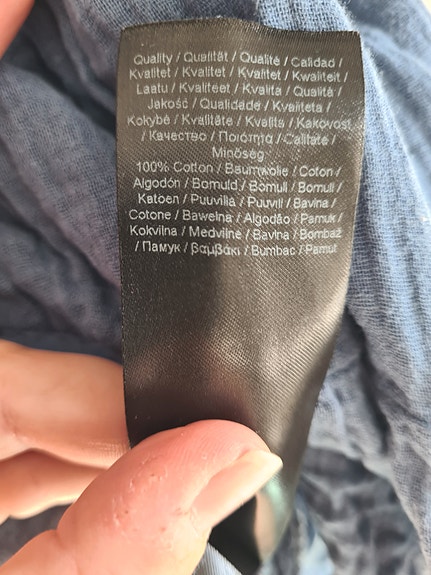 Quality / Qualität / Qualité / Calidad /
Kvalitet / Kvalitet / Kvalitet / Kwaliteit /
Laatu / Kvaliteet / Kvalita / Qualità /
Jakość / Qualidade / Kvaliteta /
Kokybė / Kvalitāte / Kvalita / Kakovost
/ Качество / Ποιότητα / Calitate /
Minőség
100% Cotton / Baumwolle / Coton /
Algodón / Bomuld / Bomull / Bomull /
Katoen / Puuvilla / Puuvill / Bavlna /
Cotone / Bawełna / Algodão / Pamuk /
Kokvilna / Medvilnė / Bavlna / Bombaž
/ Памук / βαμβάκι / Bumbac / Pamut